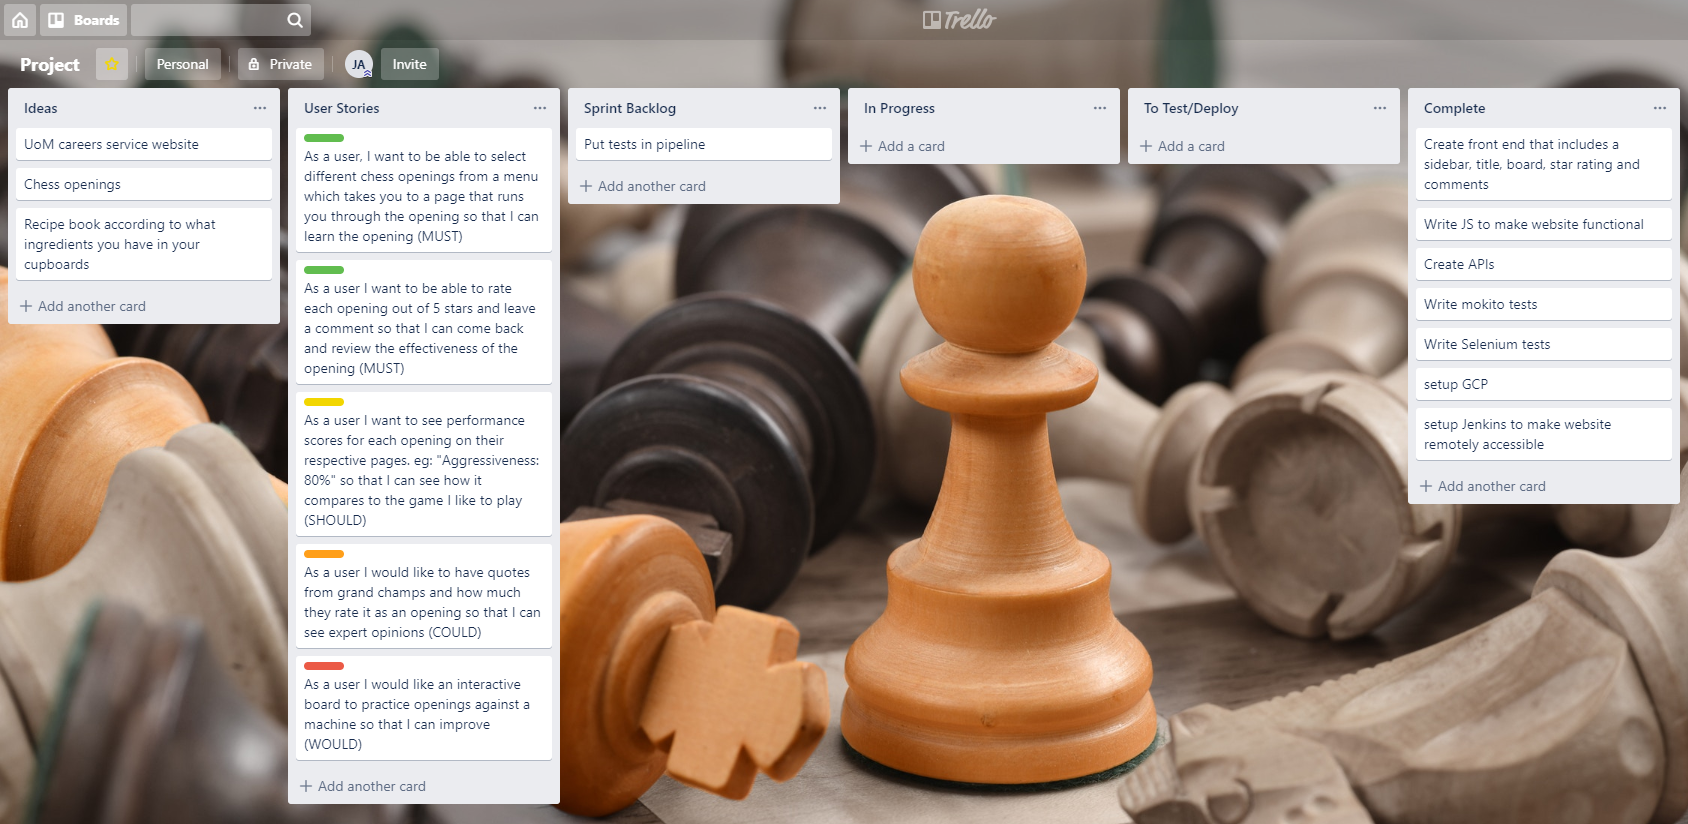 Boards
Trello
Project
Personal
Private
JA
Invite
Ideas
UoM careers service website
Chess openings
Recipe book according to what
ingredients you have in your
cupboards
Add another card
User Stories
As a user, I want to be able to select
different chess openings from a menu
which takes you to a page that runs
you through the opening so that I can
learn the opening (MUST)
As a user I want to be able to rate
each opening out of 5 stars and leave
a comment so that I can come back
and review the effectiveness of the
opening (MUST)
As a user I want to see performance
scores for each opening on their
respective pages. eg: "Aggressiveness:
80%" so that I can see how it
compares to the game I like to play
(SHOULD)
As a user I would like to have quotes
from grand champs and how much
they rate it as an opening so that I can
see expert opinions (COULD)
As a user I would like an interactive
board to practice openings against a
machine so that I can improve
(WOULD)
Add another card
Sprint Backlog
Put tests in pipeline
Add another card
In Progress
Add a card
To Test/Deploy
Add a card
Complete
Create front end that includes a
sidebar, title, board, star rating and
comments
Write JS to make website functional
Create APIs
Write mokito tests
Write Selenium tests
setup GCP
setup Jenkins to make website
remotely accessible
Add another card